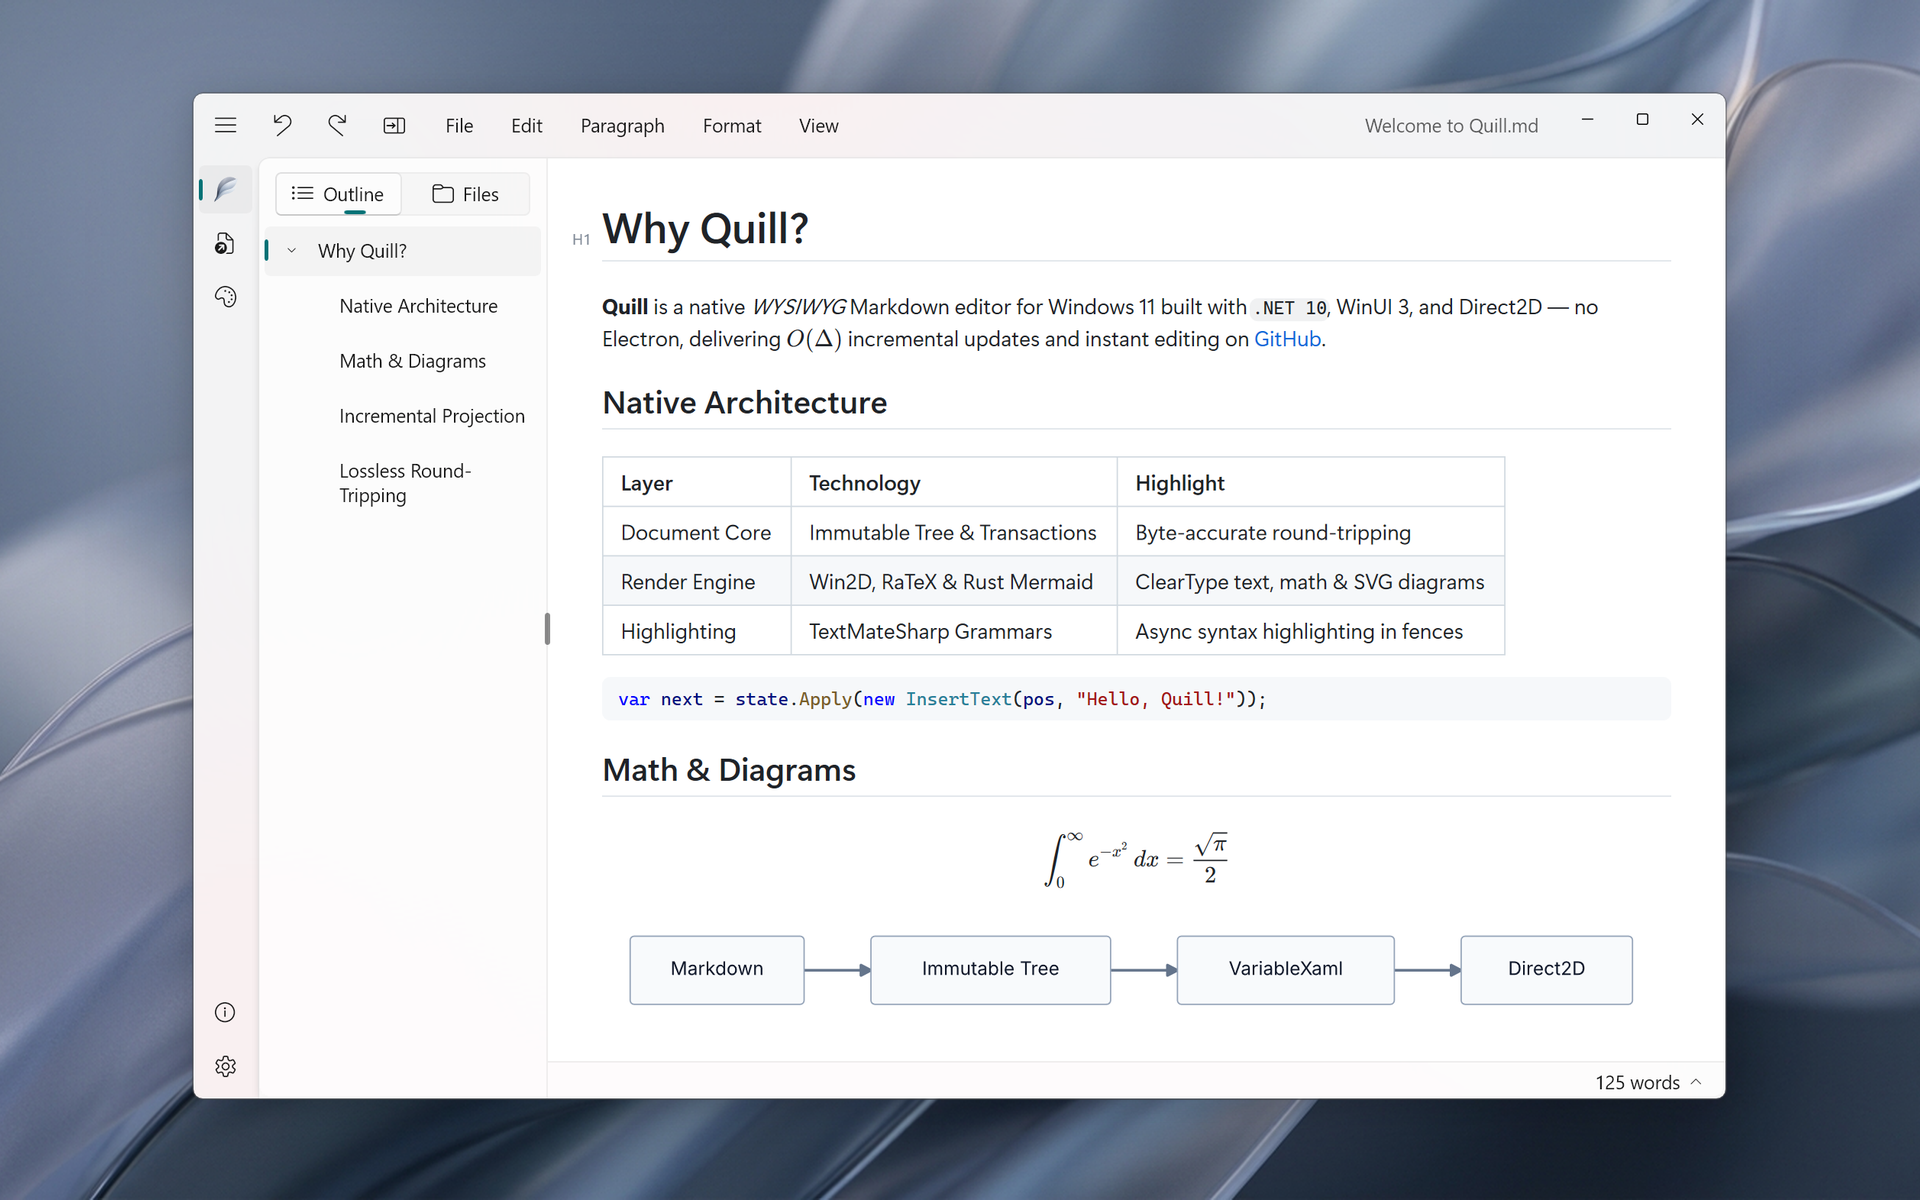 File Edit Paragraph Format View Welcome to Quill.md
Outline Files
Why Quill?
Native Architecture
Math & Diagrams
Incremental Projection
Lossless Round-
Tripping
H1 Why Quill?
Quill is a native WYSIWYG Markdown editor for Windows 11 built with .NET 10, WinUI 3, and Direct2D — no
Electron, delivering O(Δ) incremental updates and instant editing on GitHub.
Native Architecture
Layer Technology Highlight
Document Core Immutable Tree & Transactions Byte-accurate round-tripping
Render Engine Win2D, RaTeX & Rust Mermaid ClearType text, math & SVG diagrams
Highlighting TextMateSharp Grammars Async syntax highlighting in fences
var next = state.Apply(new InsertText(pos, "Hello, Quill!"));
Math & Diagrams
∫₀^∞ e^{-x²} dx = √π / 2
Markdown Immutable Tree VariableXaml Direct2D
125 words